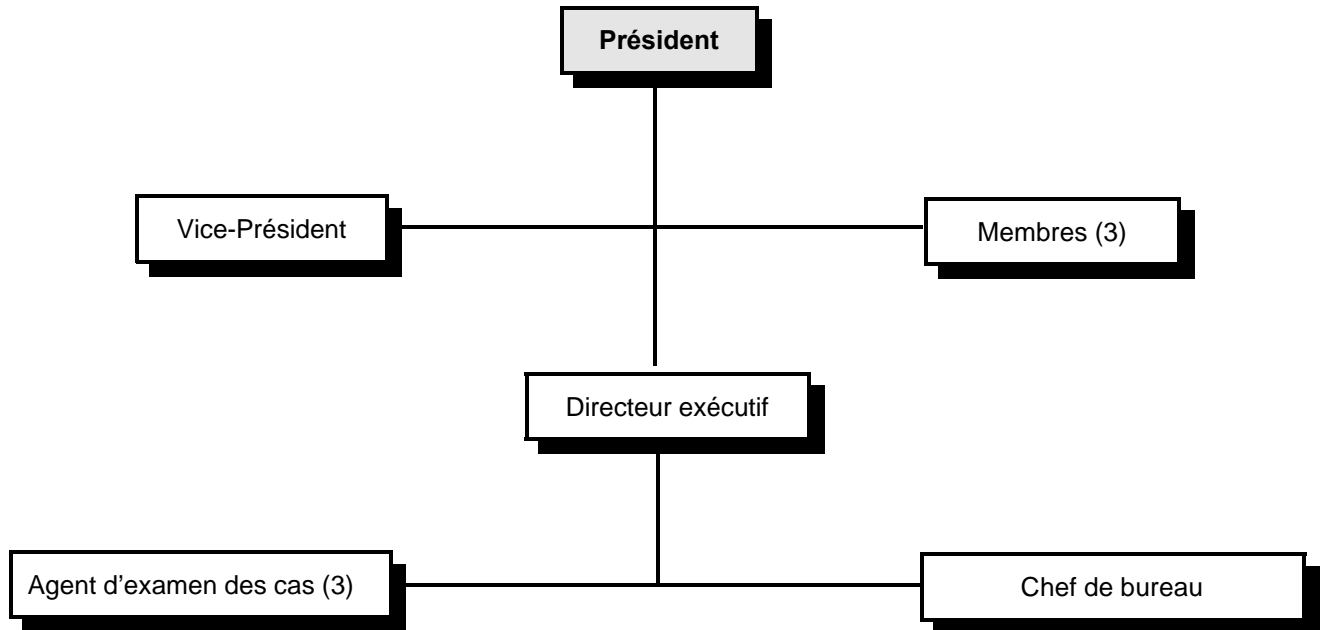 Président
Vice-Président
Membres (3)
Directeur exécutif
Agent d’examen des cas (3)
Chef de bureau